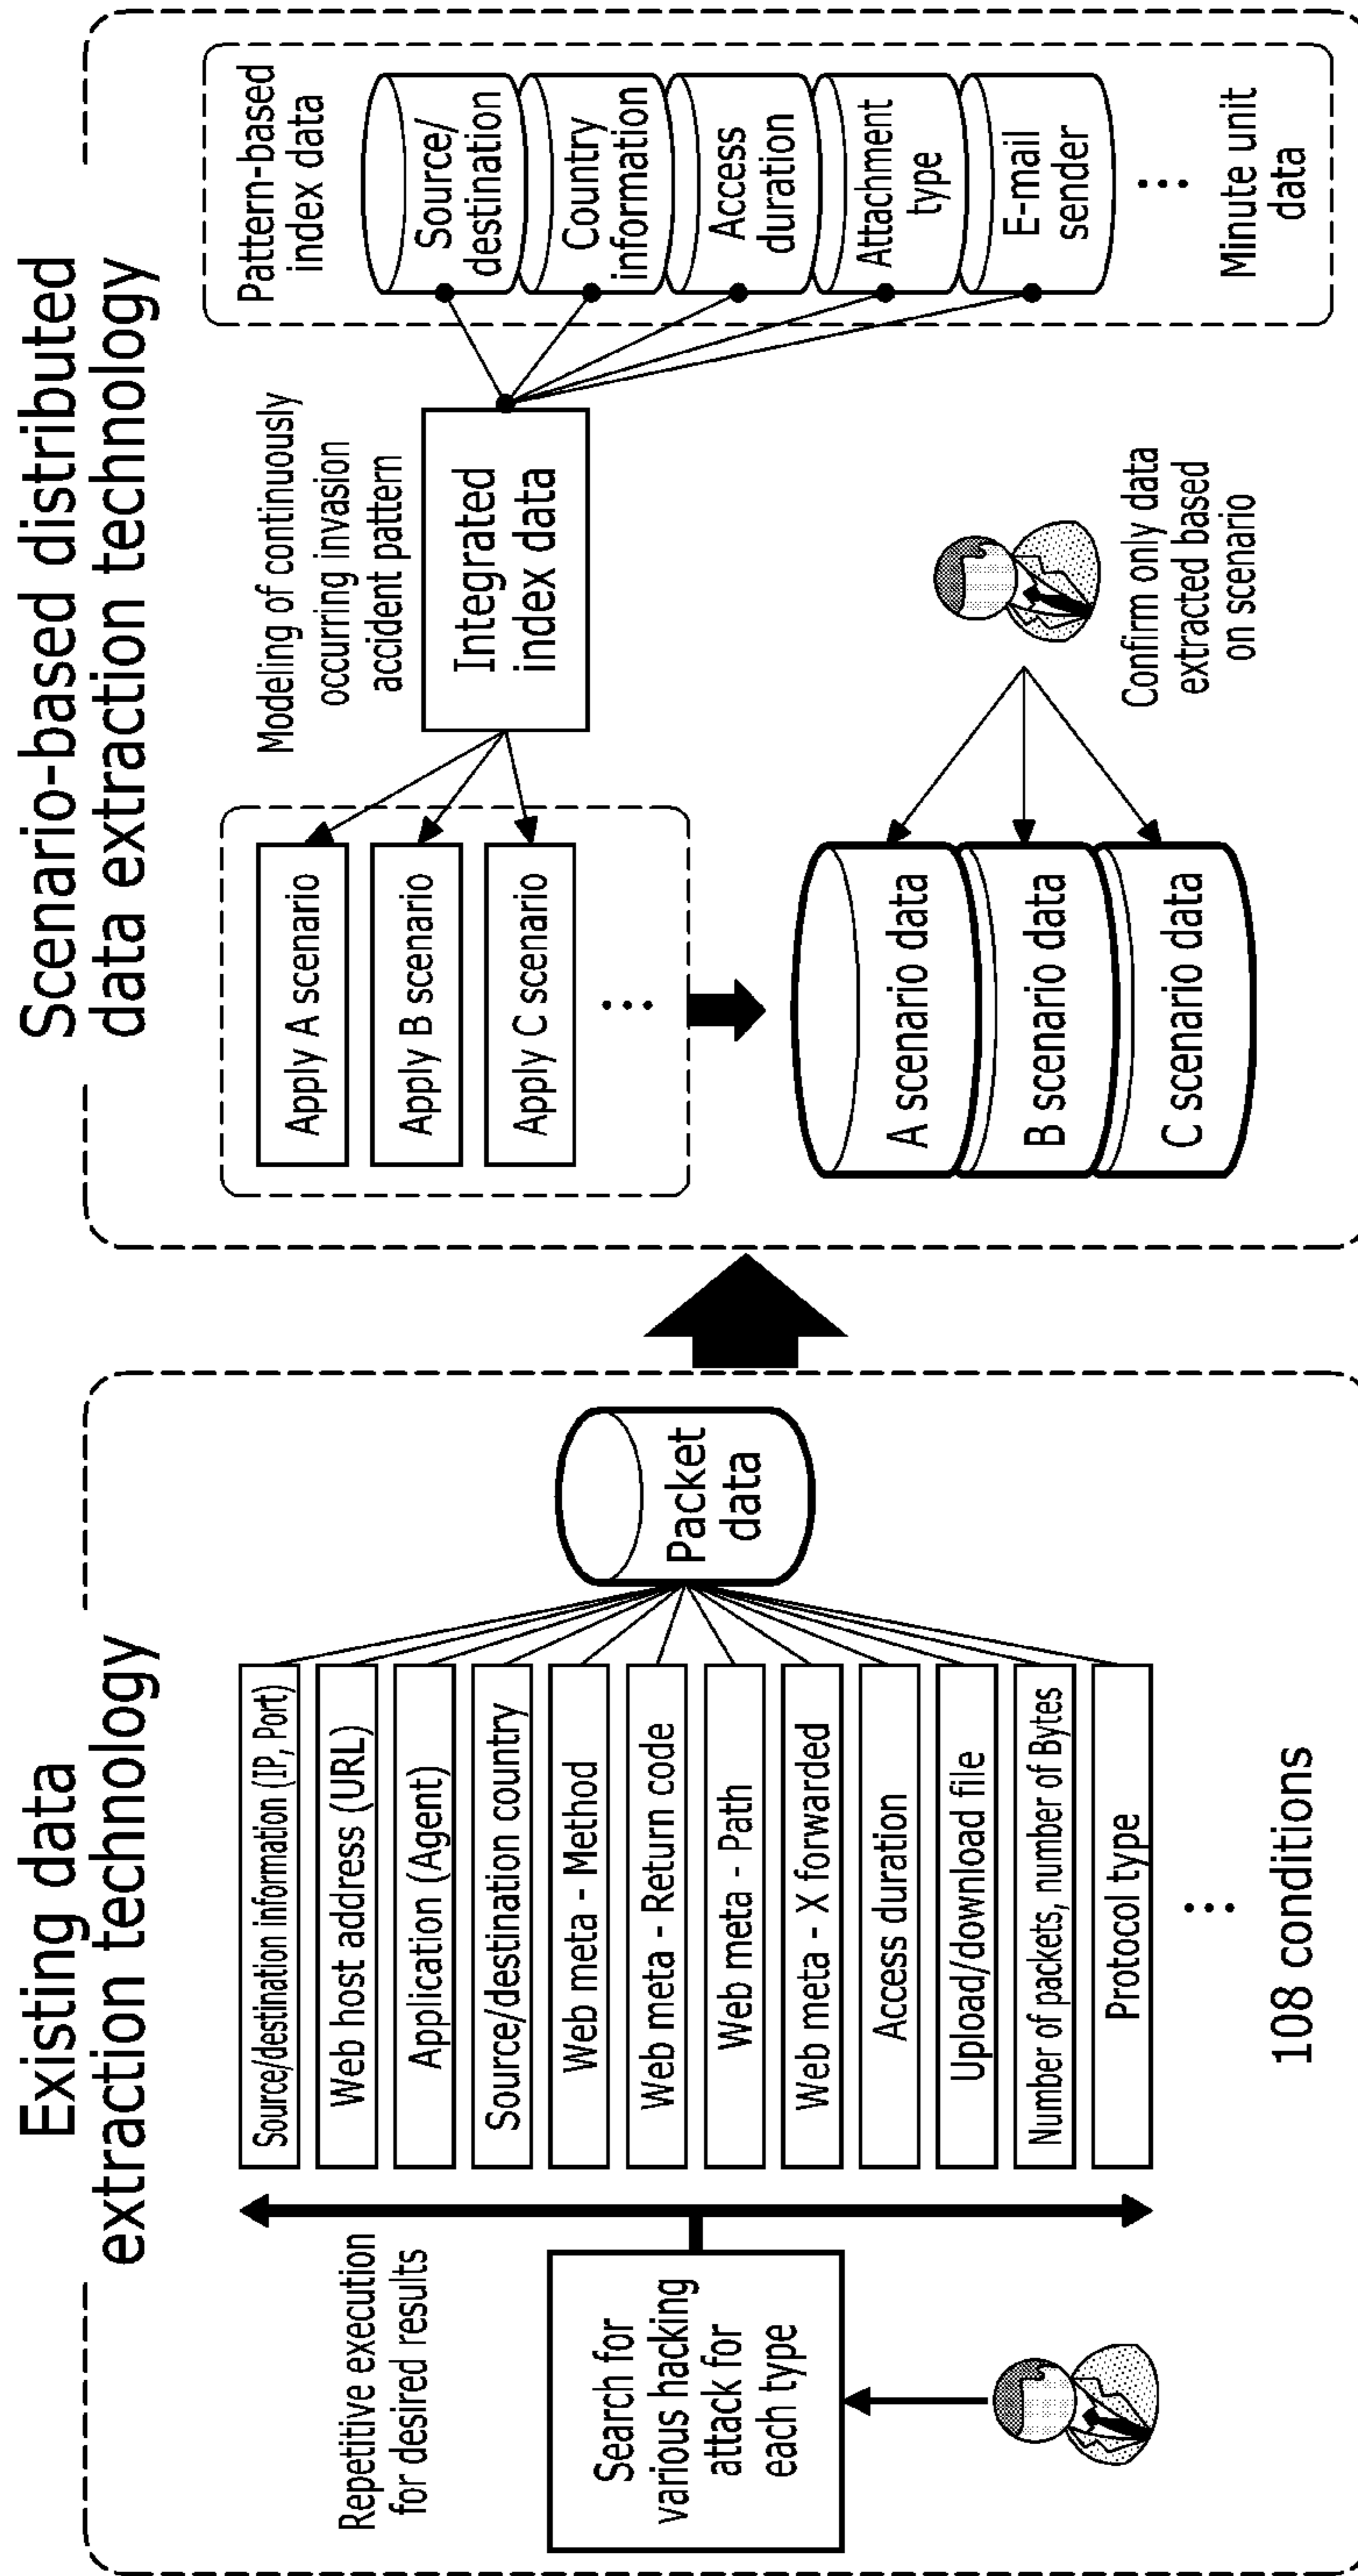 Existing data
extraction technology
Repetitive execution
for desired results
Search for
various hacking
attack for
each type
Source/destination information (IP, Port)
Web host address (URL)
Application (Agent)
Source/destination country
Web meta - Method
Web meta - Return code
Web meta - Path
Web meta - X forwarded
Access duration
Upload/download file
Number of packets, number of Bytes
Protocol type
⋮
108 conditions
Packet
data
Scenario-based distributed
data extraction technology
Apply A scenario
Apply B scenario
Apply C scenario
⋮
A scenario data
B scenario data
C scenario data
Modeling of continuously
occurring invasion
accident pattern
Integrated
index data
Confirm only data
extracted based
on scenario
Pattern-based
index data
Source/
destination
Country
information
Access
duration
Attachment
type
E-mail
sender
⋮
Minute unit
data